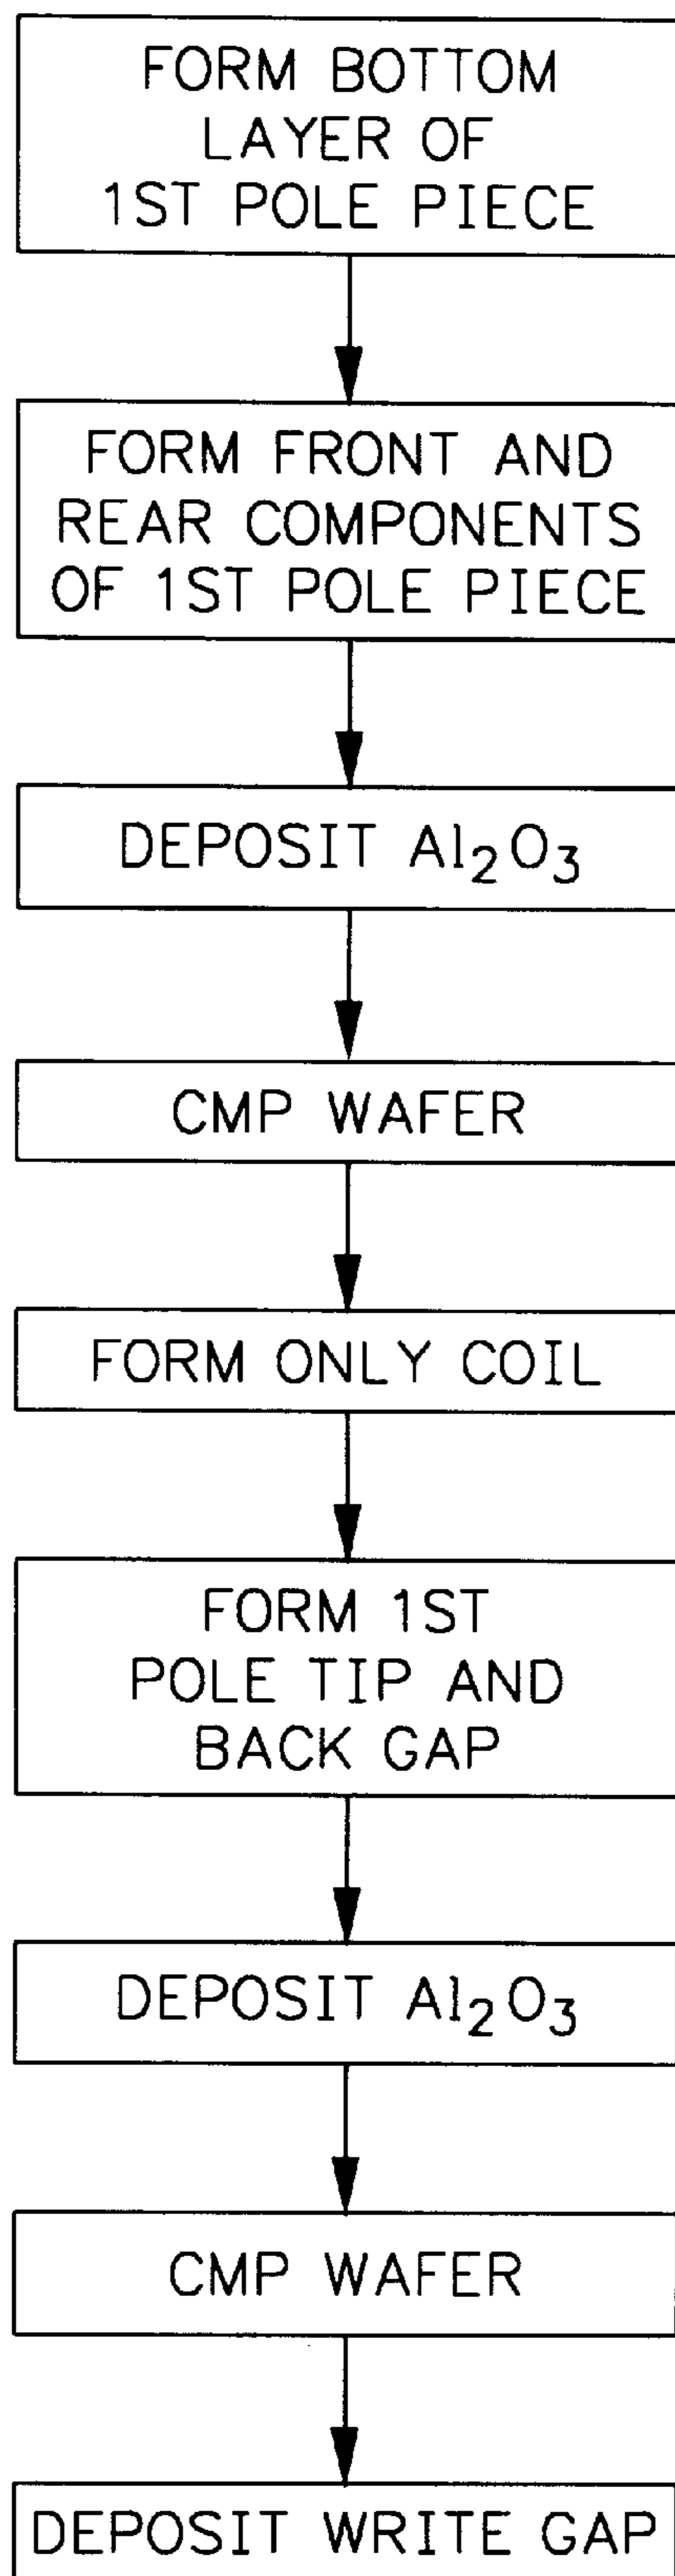 FORM BOTTOM
LAYER OF
1ST POLE PIECE
FORM FRONT AND
REAR COMPONENTS
OF 1ST POLE PIECE
DEPOSIT Al₂O₃
CMP WAFER
FORM ONLY COIL
FORM 1ST
POLE TIP AND
BACK GAP
DEPOSIT Al₂O₃
CMP WAFER
DEPOSIT WRITE GAP